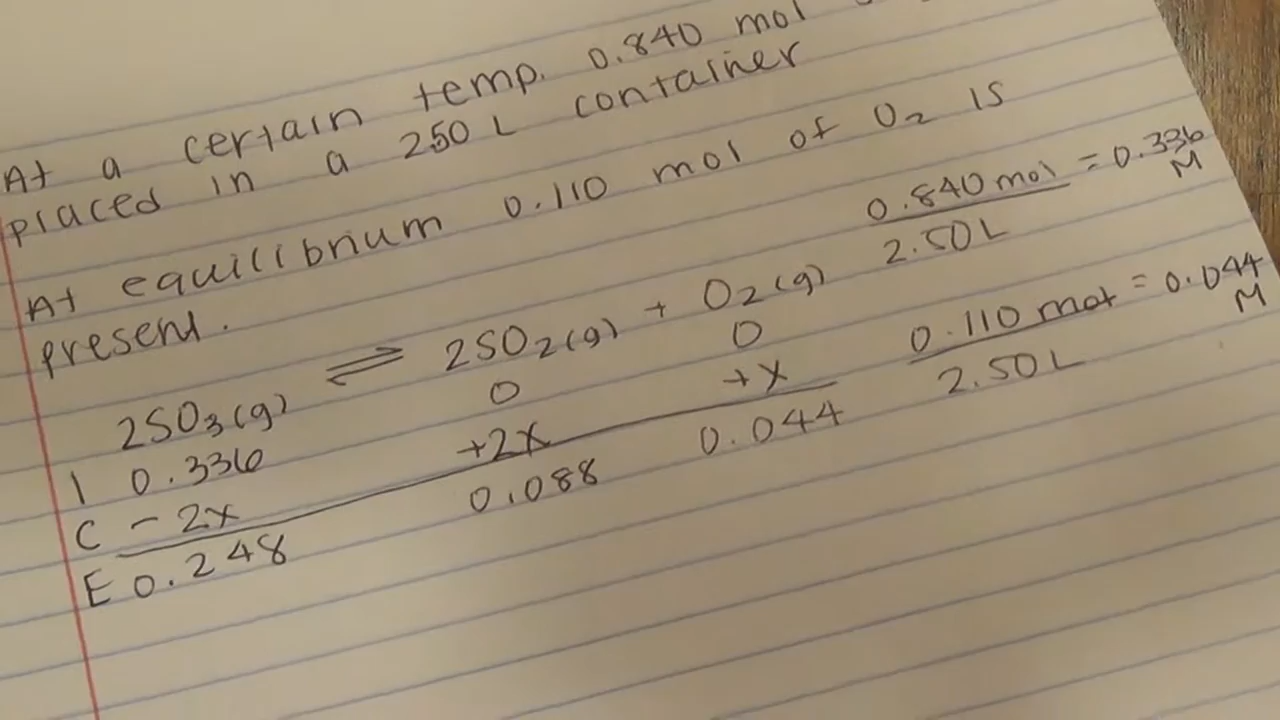 At a certain temp. 0.840 mol
placed in a 2.50 L container
At equilibrium 0.110 mol of O₂ is
present.
0.840 mol / 2.50 L = 0.336 M
2SO₃(g) ⇌ 2SO₂(g) + O₂(g)
0.110 mol / 2.50 L = 0.044 M
I 0.336 0 0
C - 2x +2x +x
E 0.248 0.088 0.044